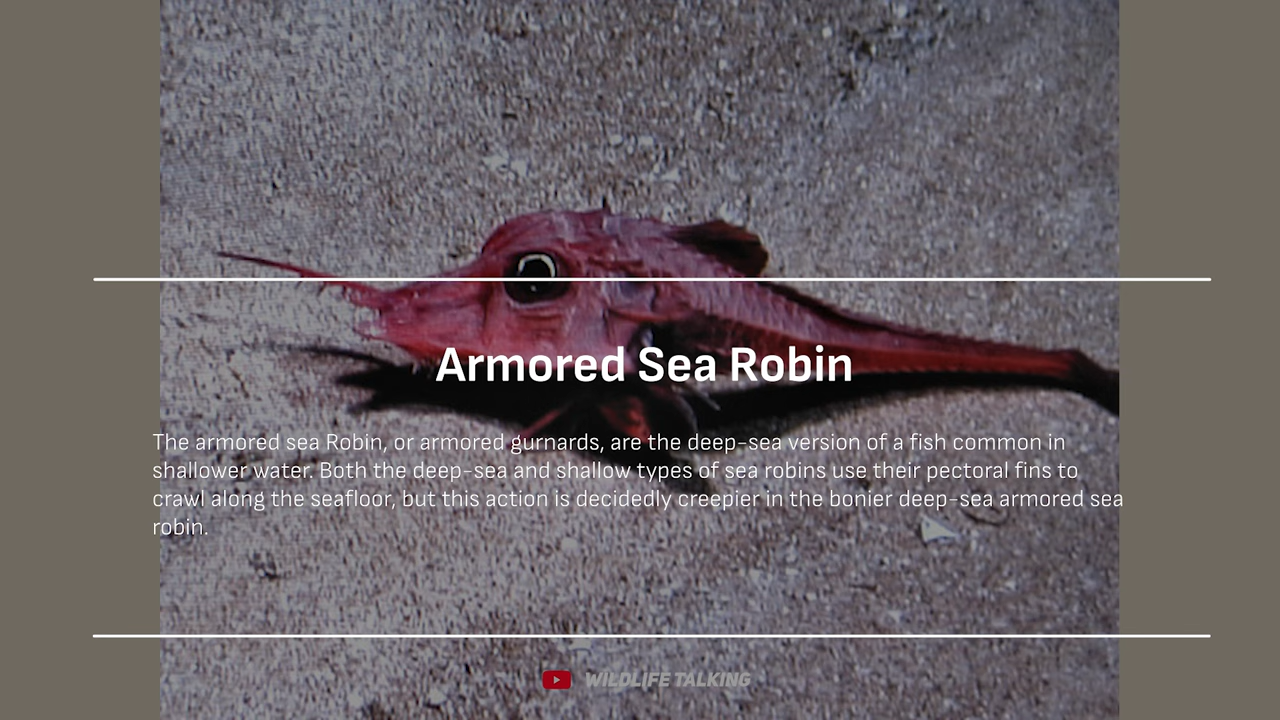 Armored Sea Robin
The armored sea Robin, or armored gurnards, are the deep-sea version of a fish common in
shallower water. Both the deep-sea and shallow types of sea robins use their pectoral fins to
crawl along the seafloor, but this action is decidedly creepier in the bonier deep-sea armored sea
robin.
WILDLIFE TALKING